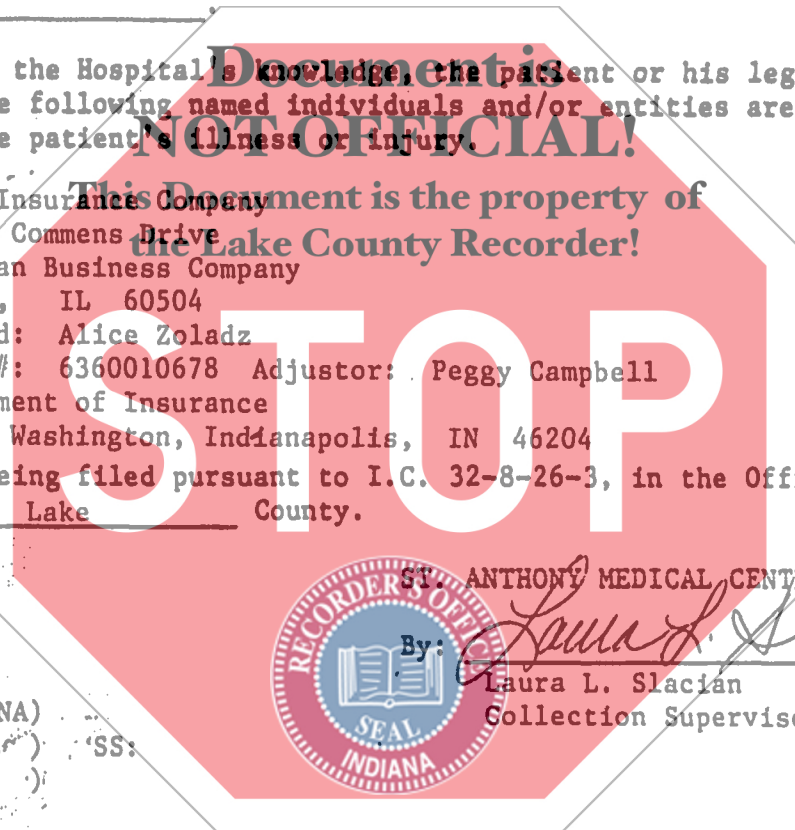 Document is
the Hospital's knowledge, the patient or his leg
e following named individuals and/or entities are
NOT OFFICIAL!
e patient's illness or injury.
This Document is the property of
Insurance Company
Commens Drive
the Lake County Recorder!
an Business Company
, IL 60504
d: Alice Zoladz
#: 6360010678 Adjustor: Peggy Campbell
ment of Insurance
Washington, Indianapolis, IN 46204
eing filed pursuant to I.C. 32-8-26-3, in the Offi
Lake County.
STOP
ST. ANTHONY MEDICAL CENT
By: Laura L. S
Laura L. Slacian
Collection Superviso
RECORDER'S OFFICE
SEAL
INDIANA
NA)
) SS:
)